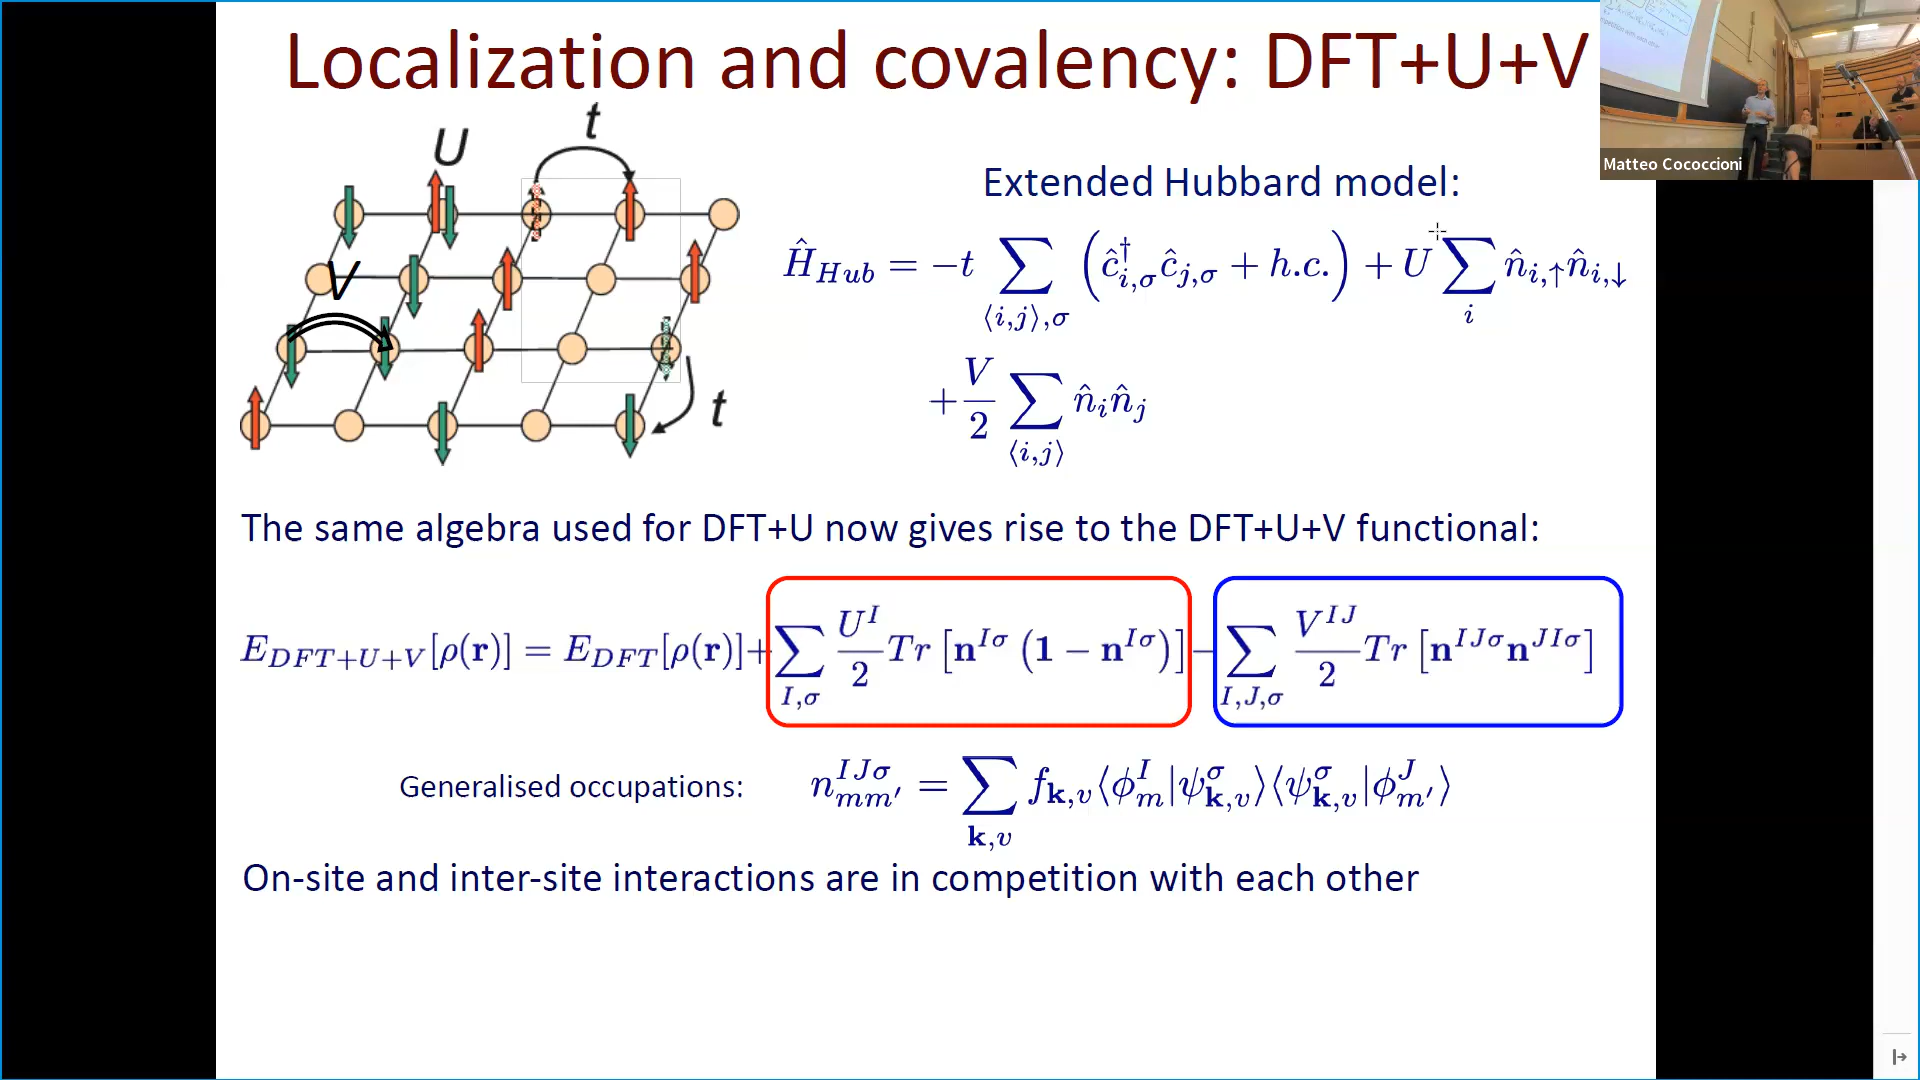 Localization and covalency: DFT+U+V
Matteo Cococcioni
U
t
V
t
Extended Hubbard model:
Ĥ_{Hub} = −t ∑_{⟨i,j⟩,σ} (ĉ†_{i,σ} ĉ_{j,σ} + h.c.) + U ∑_i n̂_{i,↑} n̂_{i,↓}
+ V/2 ∑_{⟨i,j⟩} n̂_i n̂_j
The same algebra used for DFT+U now gives rise to the DFT+U+V functional:
E_{DFT+U+V}[ρ(𝐫)] = E_{DFT}[ρ(𝐫)] + ∑_{I,σ} U^I/2 Tr [𝐧^{Iσ} (𝟏 − 𝐧^{Iσ})] − ∑_{I,J,σ} V^{IJ}/2 Tr [𝐧^{IJσ} 𝐧^{JIσ}]
Generalised occupations: n^{IJσ}_{mm′} = ∑_{𝐤,v} f_{𝐤,v} ⟨φ^I_m|ψ^σ_{𝐤,v}⟩⟨ψ^σ_{𝐤,v}|φ^J_{m′}⟩
On-site and inter-site interactions are in competition with each other